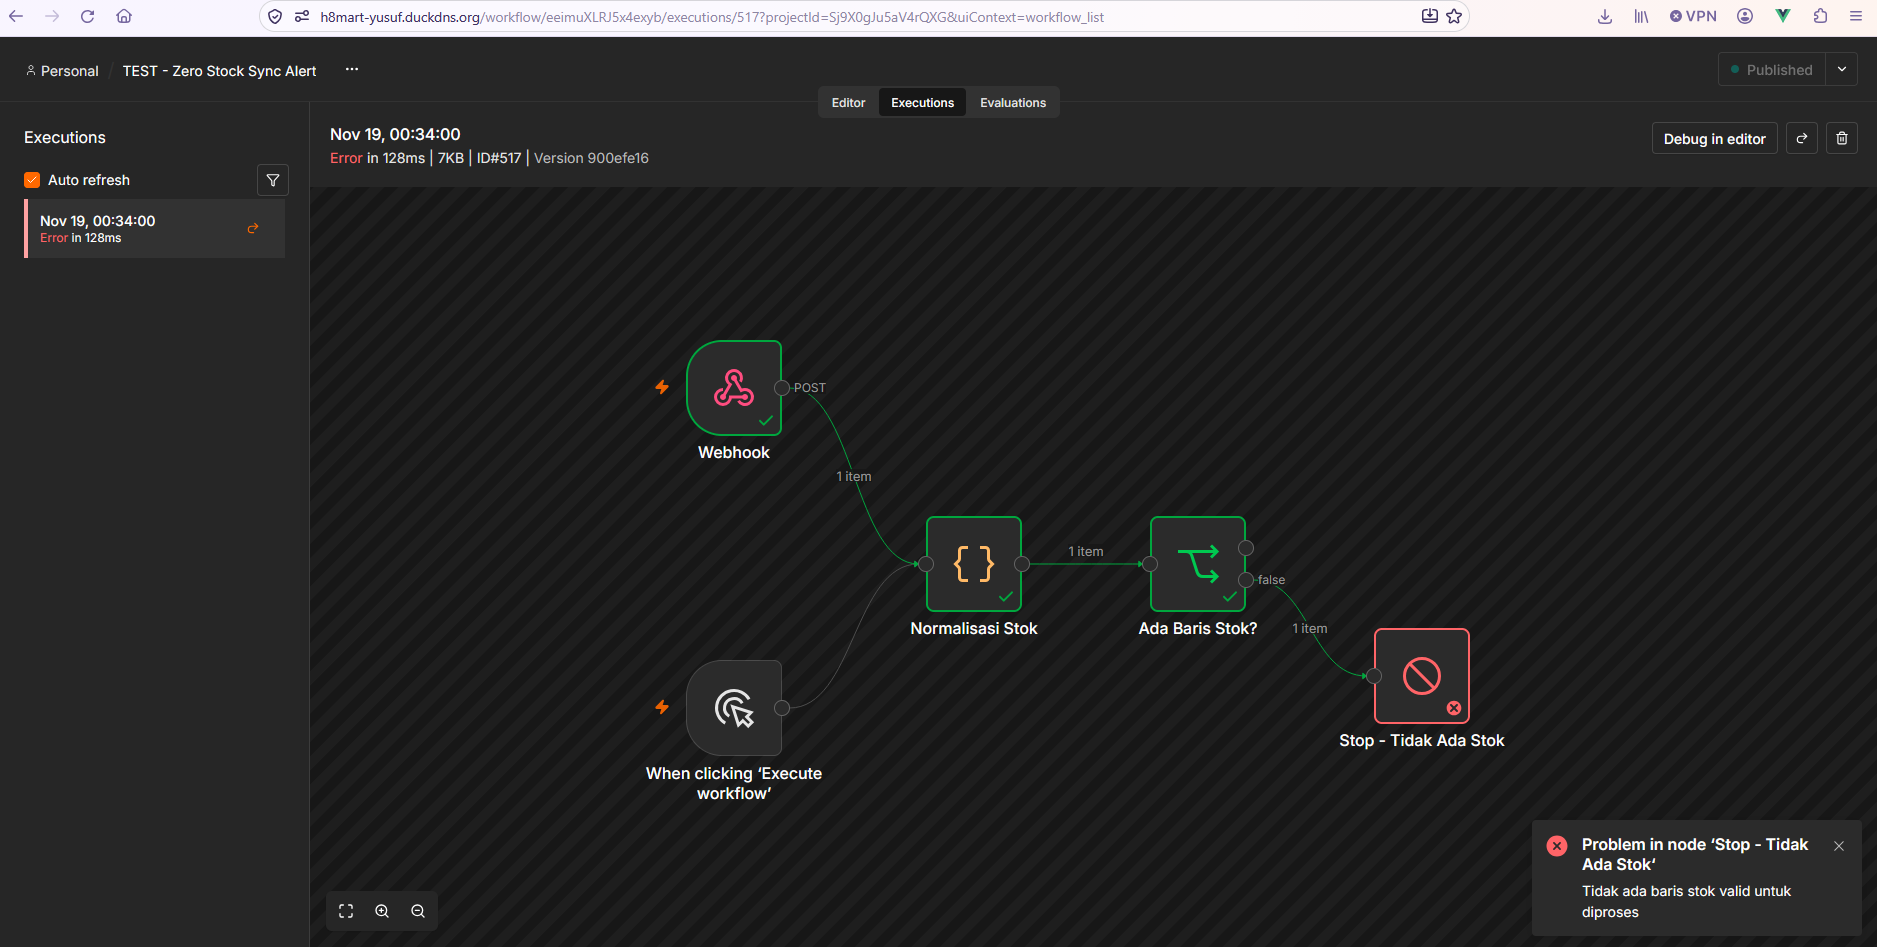 h8mart-yusuf.duckdns.org/workflow/eeimuXLRJ5x4exyb/executions/517?projectId=Sj9X0gJu5aV4rQXG&uiContext=workflow_list
VPN
Personal / TEST - Zero Stock Sync Alert ...
Published
Editor Executions Evaluations
Executions
Auto refresh
Nov 19, 00:34:00
Error in 128ms
Nov 19, 00:34:00
Error in 128ms | 7KB | ID#517 | Version 900efe16
Debug in editor
POST
Webhook
1 item
1 item
false
Normalisasi Stok
Ada Baris Stok?
1 item
Stop - Tidak Ada Stok
When clicking ‘Execute
workflow’
Problem in node ‘Stop - Tidak
Ada Stok‘
Tidak ada baris stok valid untuk
diproses